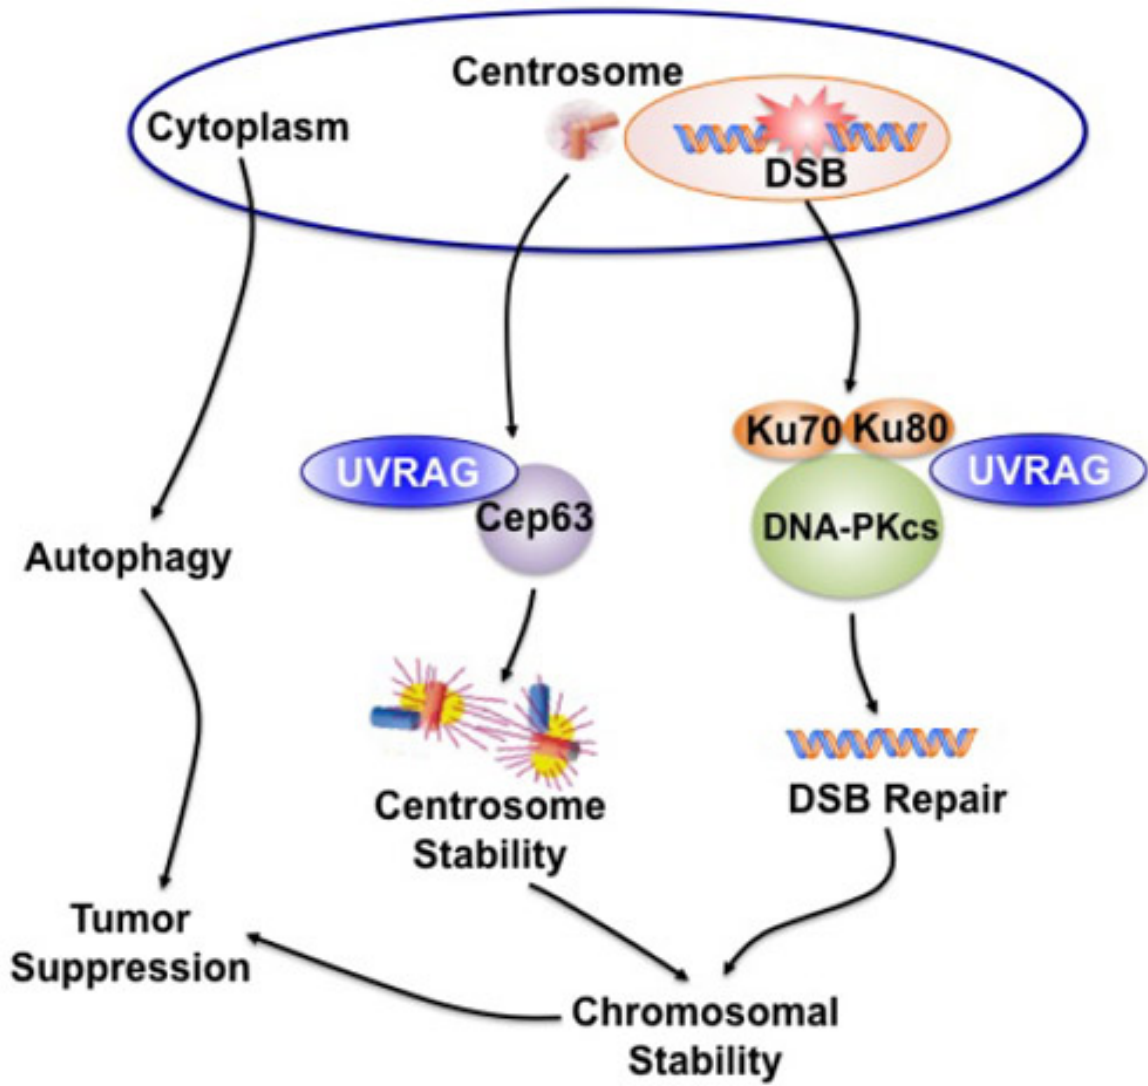 Centrosome
Cytoplasm
DSB
Ku70 Ku80
UVRAG
UVRAG
Cep63
DNA-PKcs
Autophagy
Centrosome
Stability
DSB Repair
Tumor
Suppression
Chromosomal
Stability